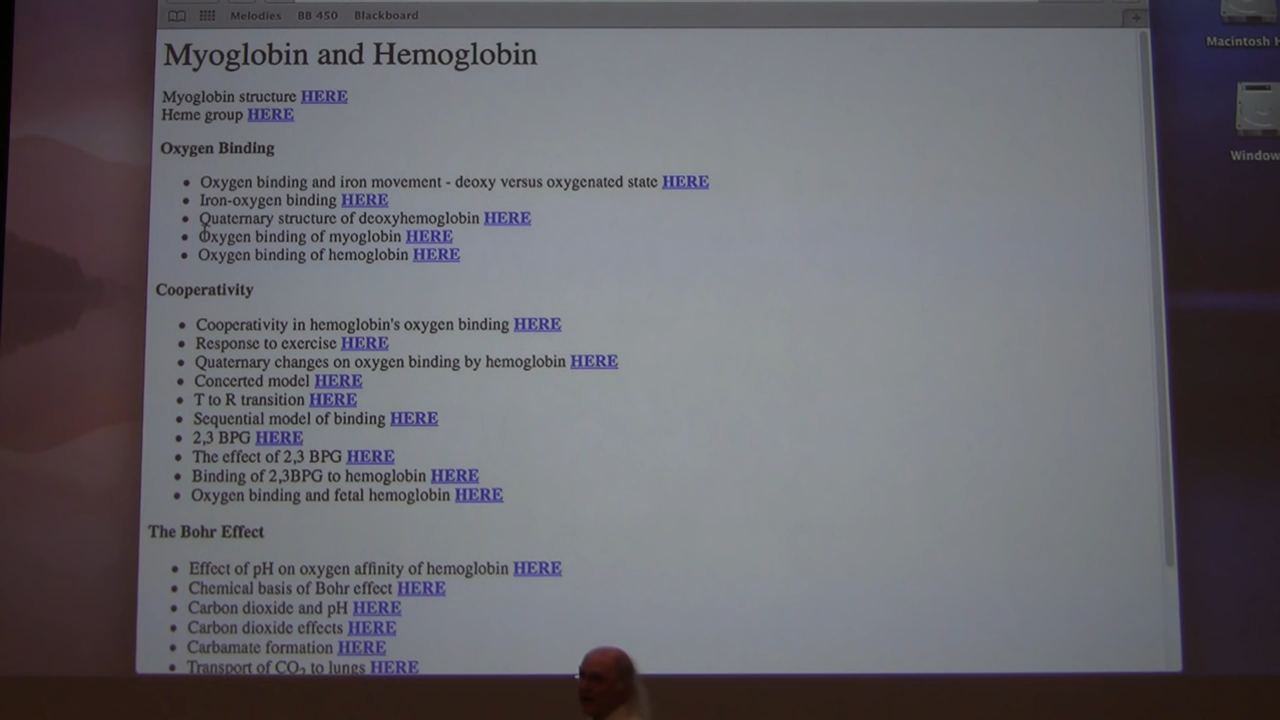 Melodies BB 450 Blackboard
Macintosh H
Window
Myoglobin and Hemoglobin
Myoglobin structure HERE
Heme group HERE
Oxygen Binding
• Oxygen binding and iron movement - deoxy versus oxygenated state HERE
• Iron-oxygen binding HERE
• Quaternary structure of deoxyhemoglobin HERE
• Oxygen binding of myoglobin HERE
• Oxygen binding of hemoglobin HERE
Cooperativity
• Cooperativity in hemoglobin's oxygen binding HERE
• Response to exercise HERE
• Quaternary changes on oxygen binding by hemoglobin HERE
• Concerted model HERE
• T to R transition HERE
• Sequential model of binding HERE
• 2,3 BPG HERE
• The effect of 2,3 BPG HERE
• Binding of 2,3BPG to hemoglobin HERE
• Oxygen binding and fetal hemoglobin HERE
The Bohr Effect
• Effect of pH on oxygen affinity of hemoglobin HERE
• Chemical basis of Bohr effect HERE
• Carbon dioxide and pH HERE
• Carbon dioxide effects HERE
• Carbamate formation HERE
• Transport of CO₂ to lungs HERE